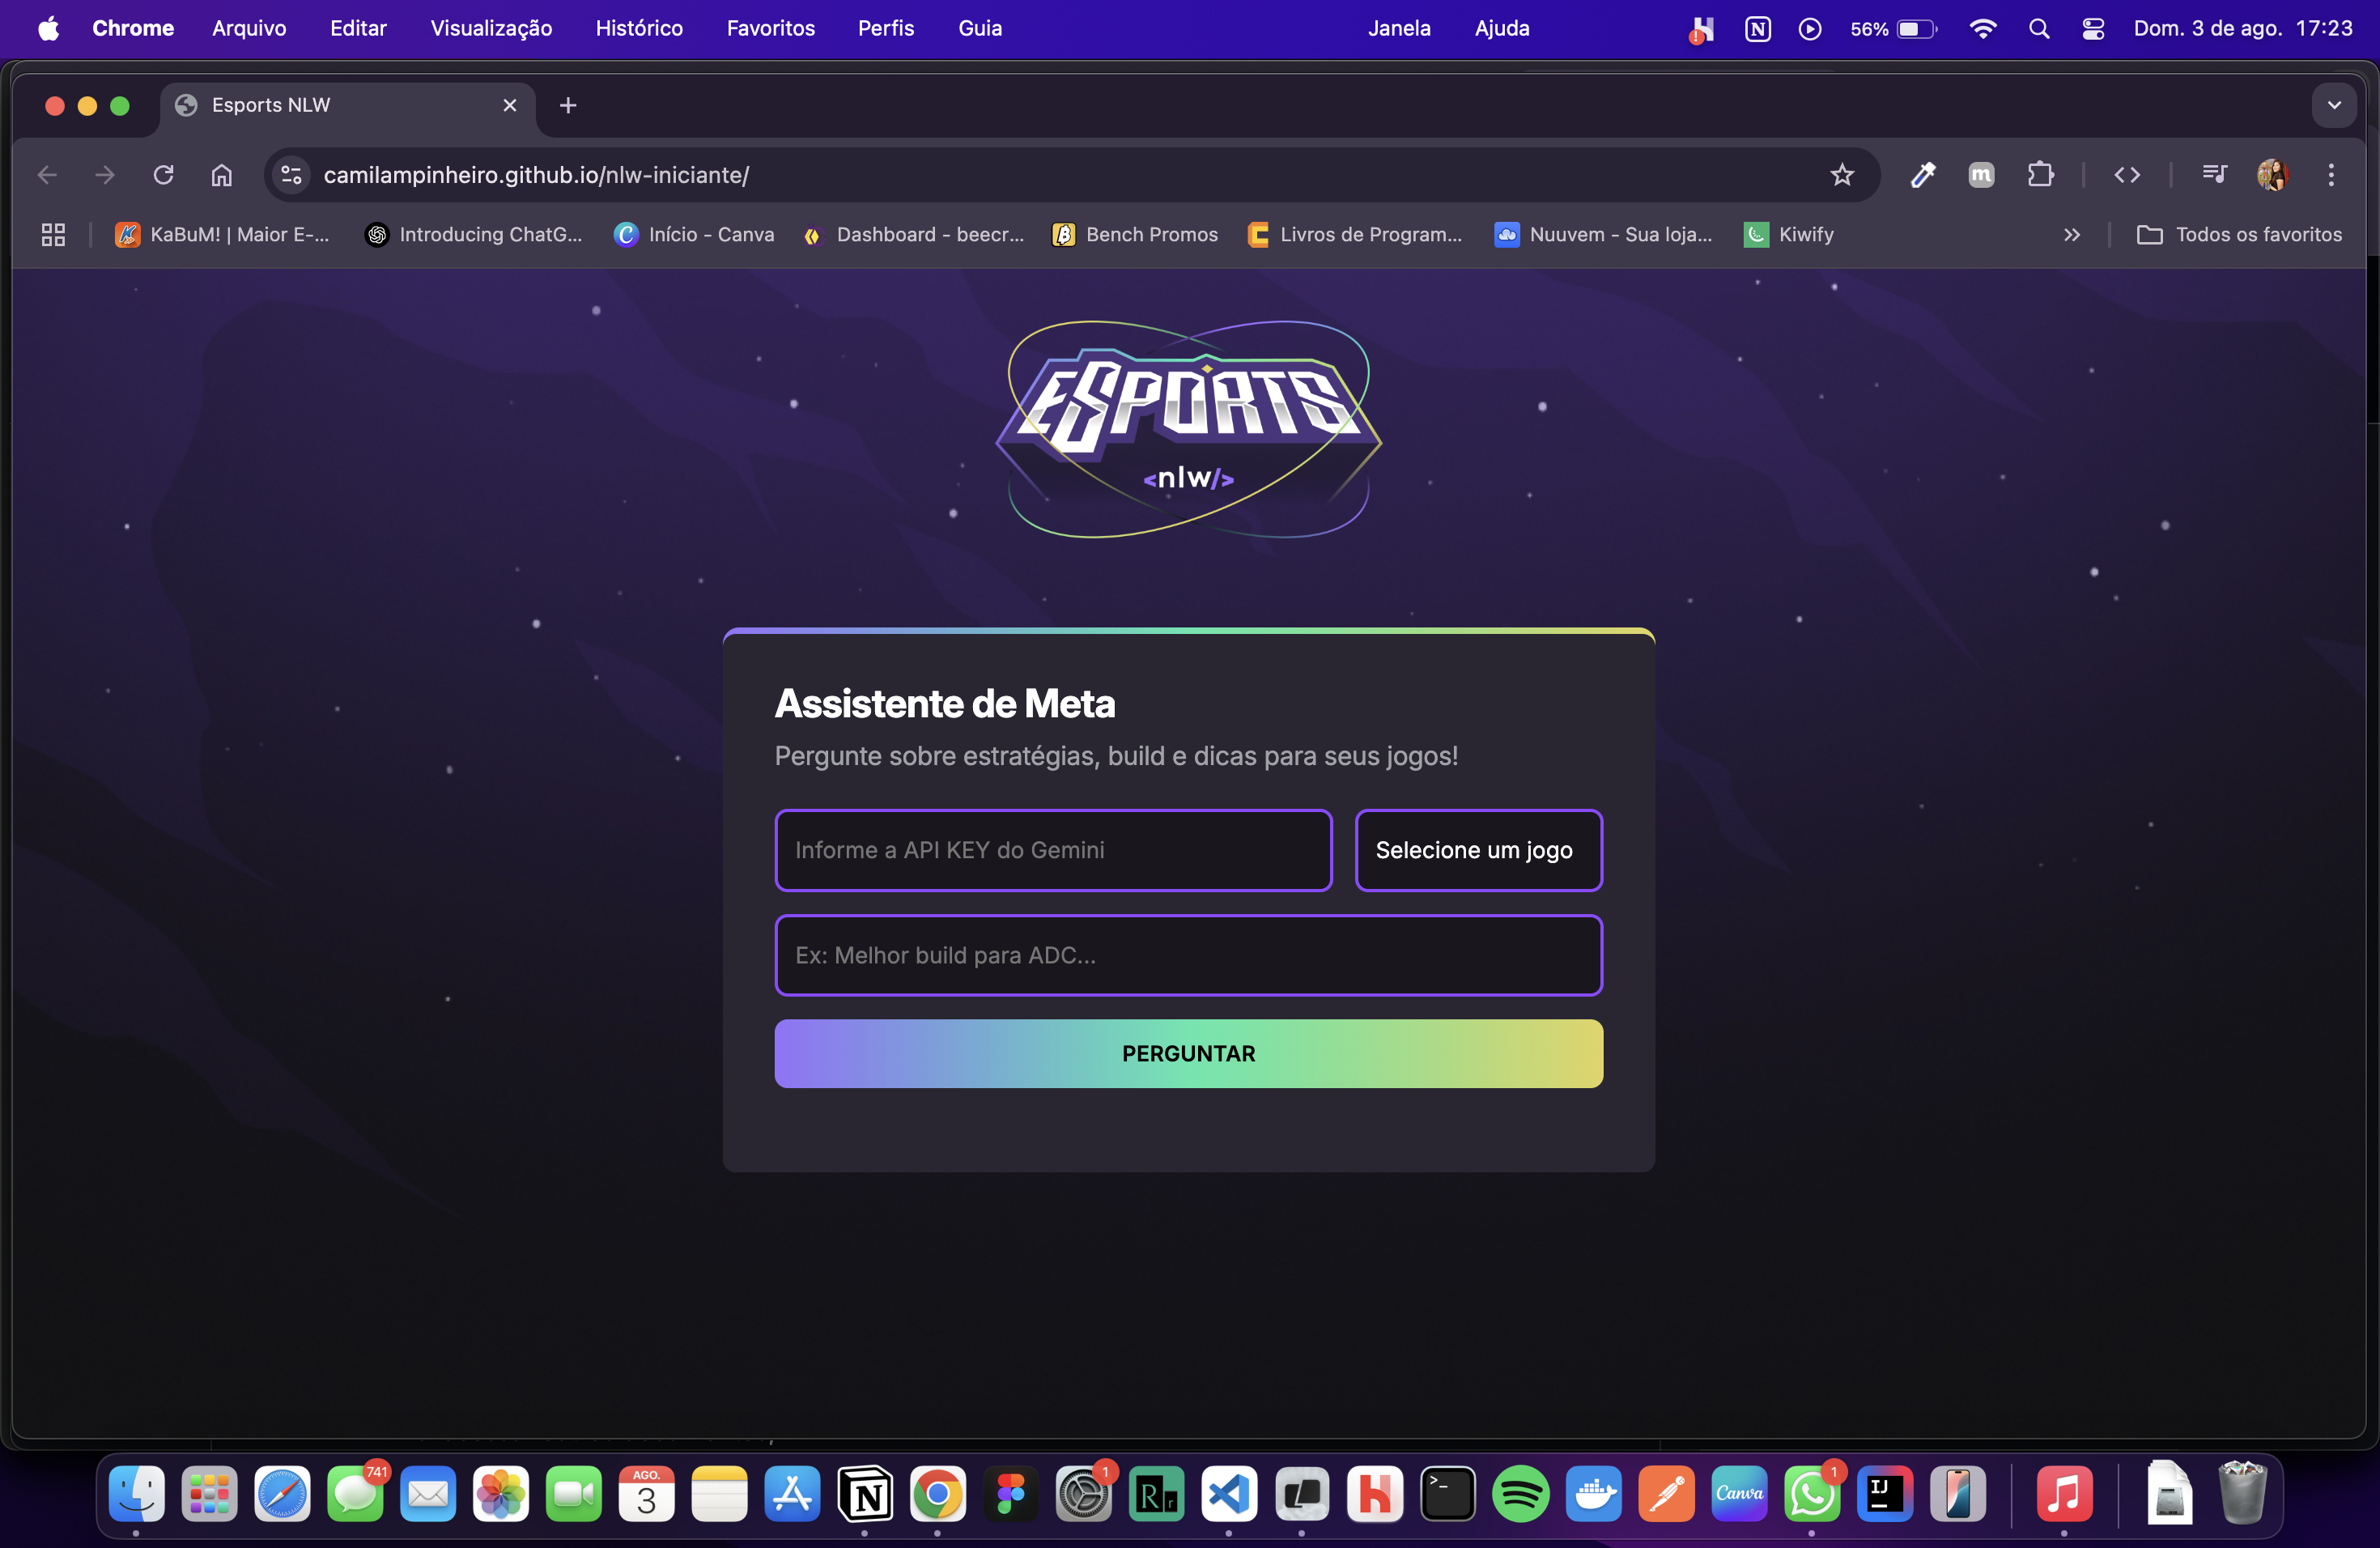 Chrome Arquivo Editar Visualização Histórico Favoritos Perfis Guia Janela Ajuda 56% Dom. 3 de ago. 17:23
Esports NLW
camilampinheiro.github.io/nlw-iniciante/
m
KaBuM! | Maior E-... Introducing ChatG... Início - Canva Dashboard - beecr... Bench Promos Livros de Program... Nuuvem - Sua loja... Kiwify Todos os favoritos
ESPORTS
<nlw/>
Assistente de Meta
Pergunte sobre estratégias, build e dicas para seus jogos!
Informe a API KEY do Gemini
Selecione um jogo
Ex: Melhor build para ADC...
PERGUNTAR
741
AGO.
3
1
Rr
Canva
1
IJ